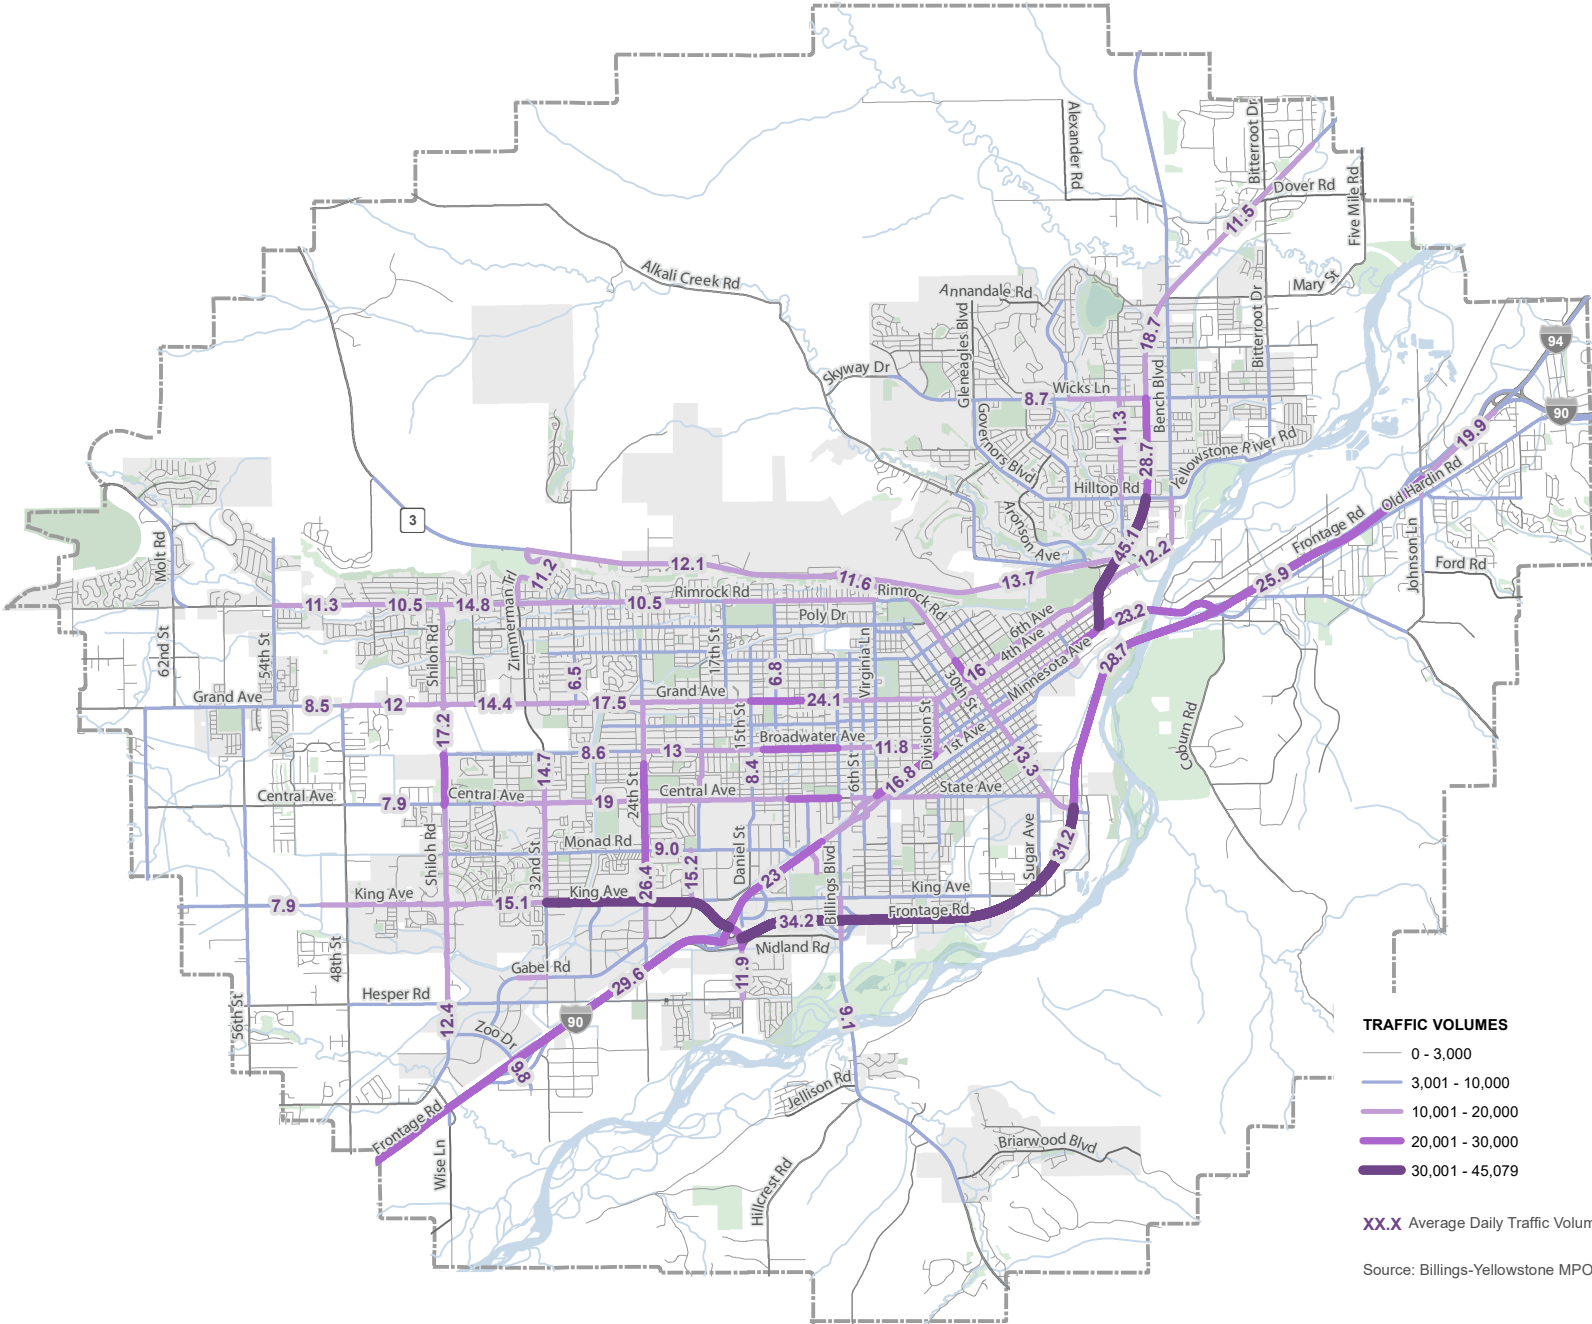 Alexander Rd
Bitterroot Dr
Dover Rd
Five Mile Rd
11.5
Alkali Creek Rd
Annandale Rd
Mary St
Gleneagles Blvd
Bitterroot Dr
18.7
94
Skyway Dr
Wicks Ln
8.7
Bench Blvd
90
11.3
Governors Blvd
28.7
Yellowstone River Rd
19.9
Hilltop Rd
Old Hardin Rd
3
Aronson Ave
45.1
12.2
Frontage Rd
Johnson Ln
Ford Rd
Molt Rd
11.2
12.1
11.6
13.7
25.9
Zimmerman Trl
Rimrock Rd
Rimrock Rd
11.3
10.5
14.8
10.5
Poly Dr
6th Ave
4th Ave
23.2
Minnesota Ave
28.7
62nd St
54th St
Shiloh Rd
17th St
Virginia Ln
6.5
6.8
16
30th St
Grand Ave
8.5
12
14.4
17.5
Grand Ave
24.1
Division St
1st Ave
Coburn Rd
17.2
15th St
Broadwater Ave
8.6
13
11.8
14.7
8.4
6th St
16.8
13.3
Central Ave
7.9
Central Ave
19
24th St
Central Ave
State Ave
Monad Rd
9.0
15.2
Daniel St
Shiloh Rd
32nd St
23
Billings Blvd
Sugar Ave
31.2
King Ave
7.9
15.1
King Ave
26.4
King Ave
34.2
Frontage Rd
Midland Rd
48th St
Gabel Rd
29.6
11.9
Hesper Rd
56th St
12.4
Zoo Dr
90
9.1
9.8
Jellison Rd
Frontage Rd
Wise Ln
Hillcrest Rd
Briarwood Blvd
TRAFFIC VOLUMES
0 - 3,000
3,001 - 10,000
10,001 - 20,000
20,001 - 30,000
30,001 - 45,079
XX.X Average Daily Traffic Volum
Source: Billings-Yellowstone MPO